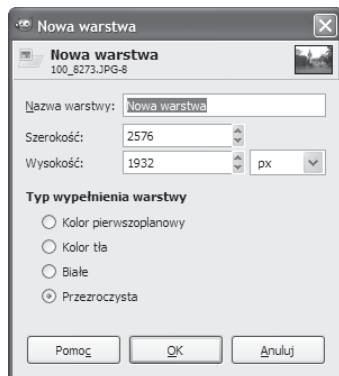 Nowa warstwa
Nowa warstwa
100_8273.JPG-8
Nazwa warstwy: Nowa warstwa
Szerokość: 2576
Wysokość: 1932 px
Typ wypełnienia warstwy
Kolor pierwszoplanowy
Kolor tła
Białe
Przezroczysta
Pomoc OK Anuluj